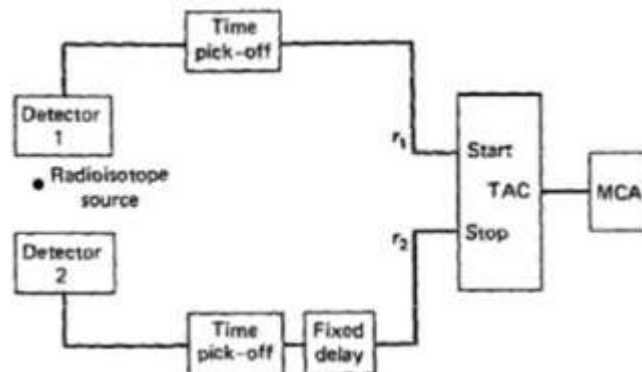 Time
pick-off
Detector
1
r₁
Start
Radioisotope
source
TAC
MCA
r₂
Stop
Detector
2
Time
pick-off
Fixed
delay